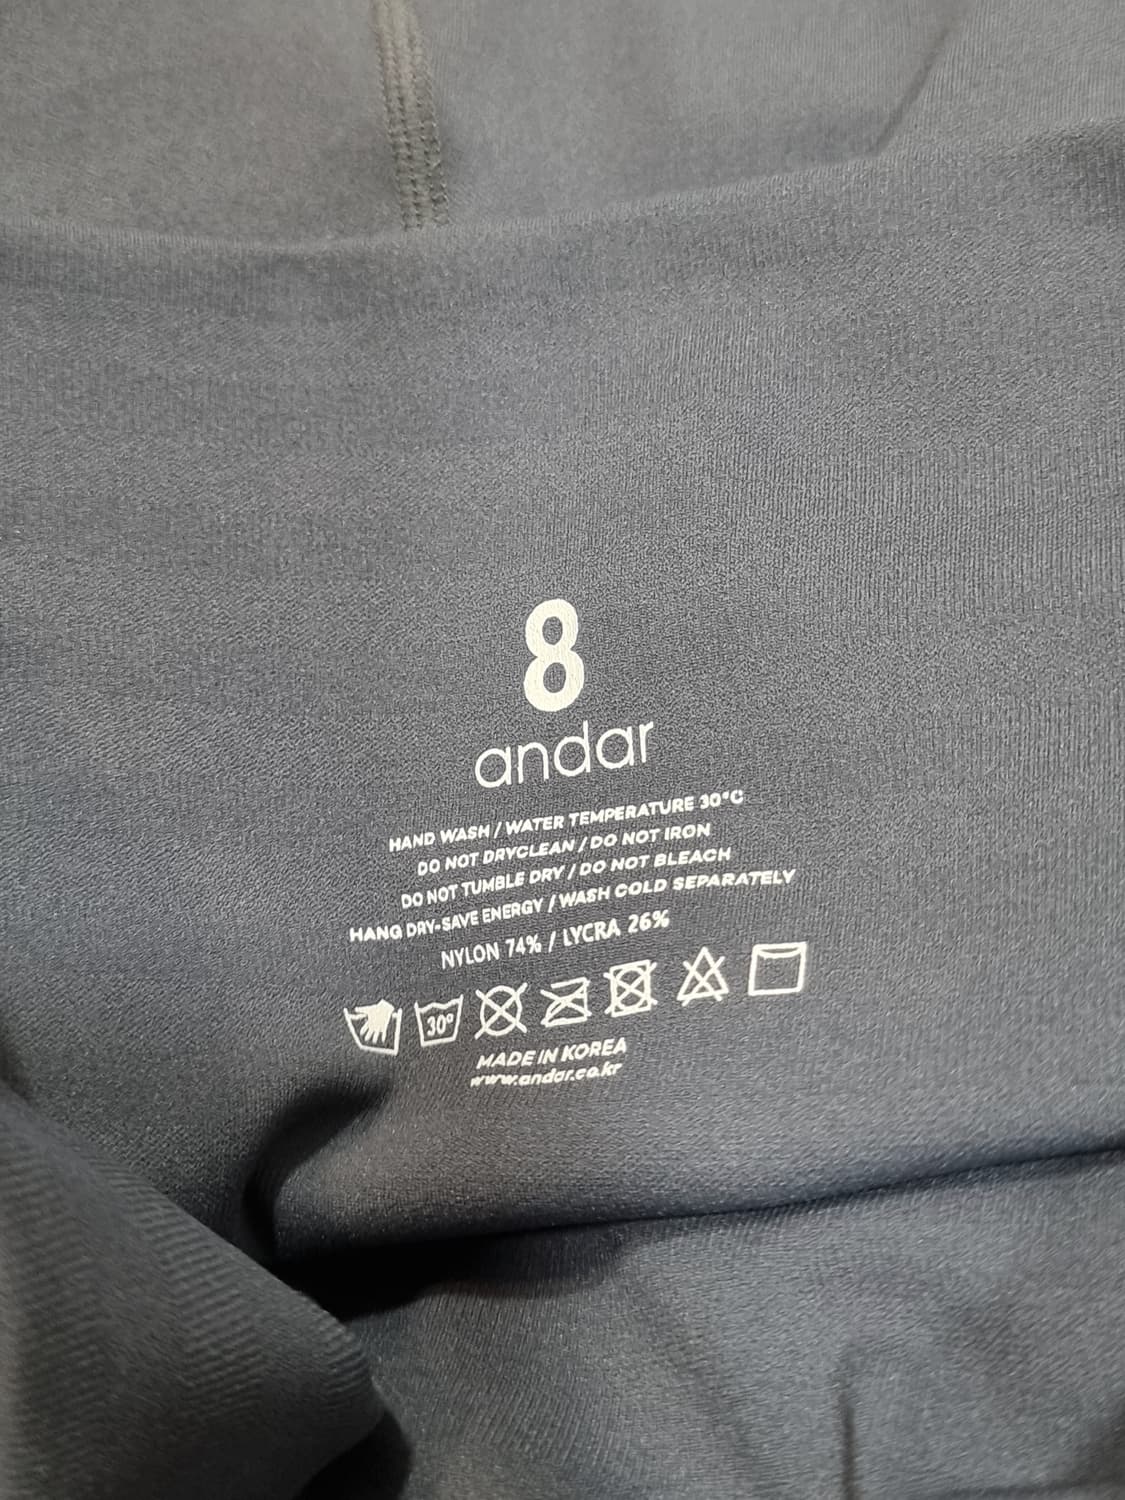 8
andar
HAND WASH / WATER TEMPERATURE 30°C
DO NOT DRYCLEAN / DO NOT IRON
DO NOT TUMBLE DRY / DO NOT BLEACH
HANG DRY-SAVE ENERGY / WASH COLD SEPARATELY
NYLON 74% / LYCRA 26%
30°
MADE IN KOREA
www.andar.co.kr